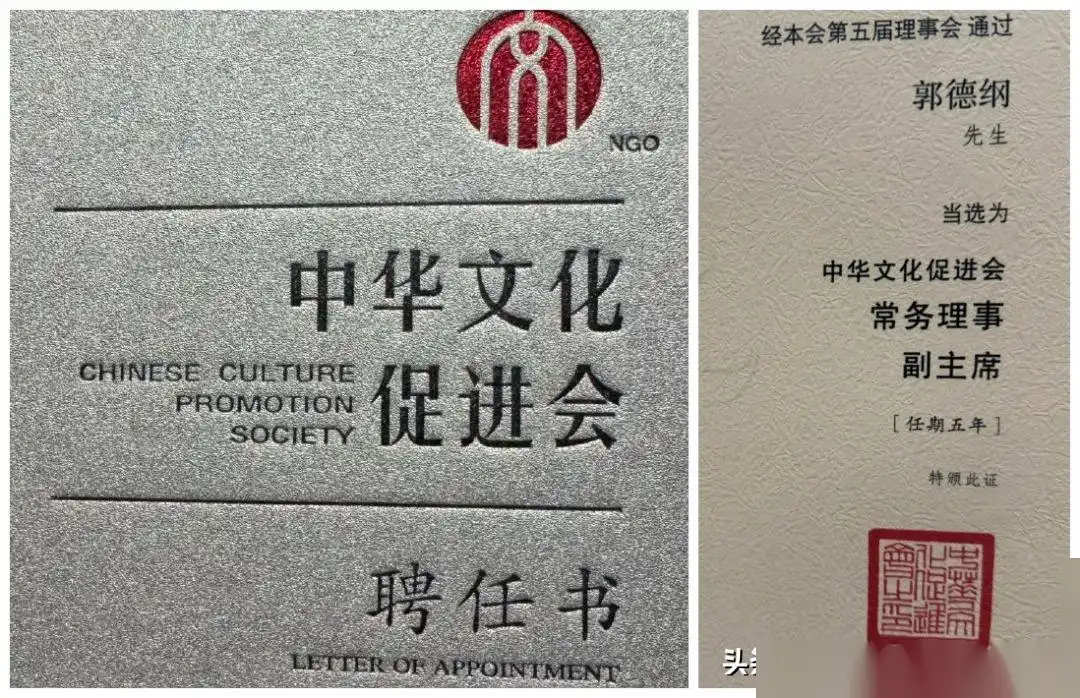 NGO
中华文化
促进会
CHINESE CULTURE
PROMOTION
SOCIETY
聘任书
LETTER OF APPOINTMENT
经本会第五届理事会 通过
郭德纲
先生
当选为
中华文化促进会
常务理事
副主席
[任期五年]
特颁此证
头